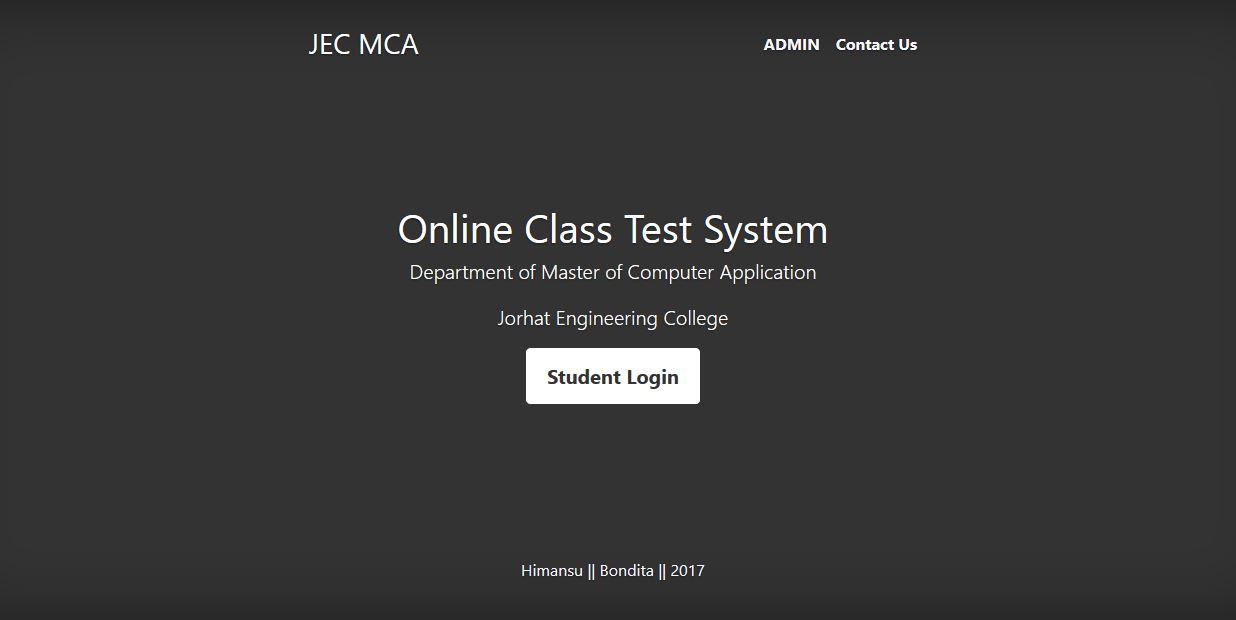 JEC MCA
ADMIN Contact Us
Online Class Test System
Department of Master of Computer Application
Jorhat Engineering College
Student Login
Himansu || Bondita || 2017